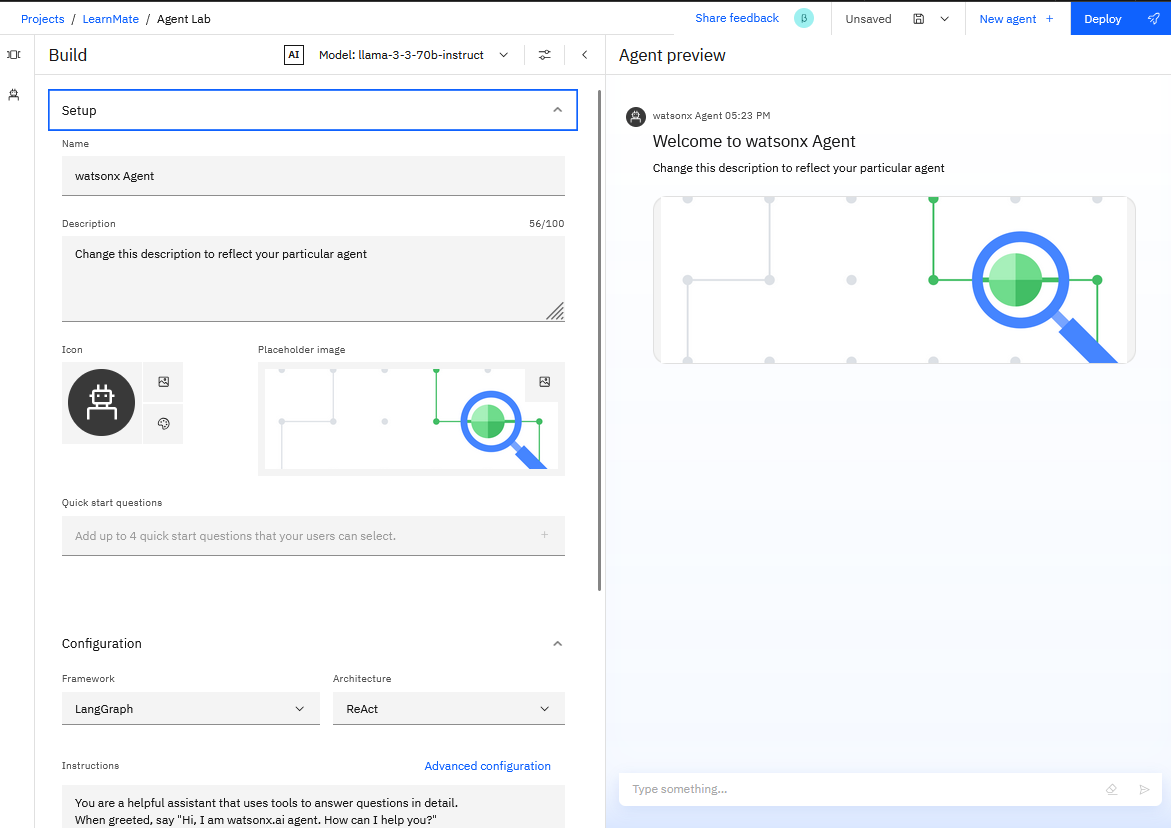 Projects / LearnMate / Agent Lab
Share feedback β Unsaved New agent + Deploy
Build
AI Model: llama-3-3-70b-instruct
Agent preview
Setup
Name
watsonx Agent
Description 56/100
Change this description to reflect your particular agent
Icon
Placeholder image
Quick start questions
Add up to 4 quick start questions that your users can select. +
Configuration
Framework
LangGraph
Architecture
ReAct
Instructions Advanced configuration
You are a helpful assistant that uses tools to answer questions in detail.
When greeted, say "Hi, I am watsonx.ai agent. How can I help you?"
watsonx Agent 05:23 PM
Welcome to watsonx Agent
Change this description to reflect your particular agent
Type something...